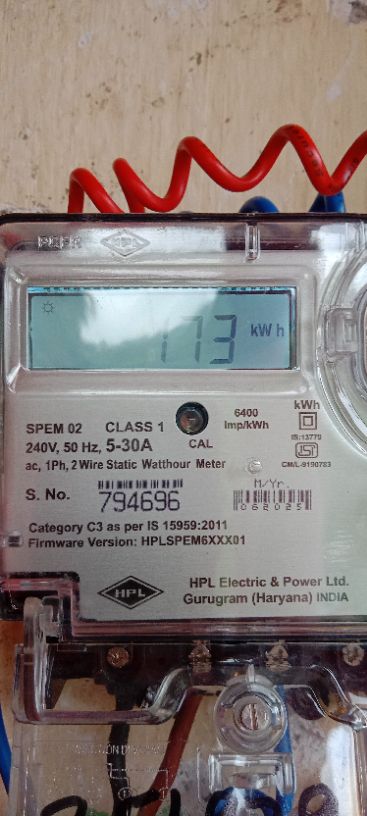 HPL
173 kWh
SPEM 02 CLASS 1 6400 kWh
Imp/kWh
240V, 50 Hz, 5-30A CAL IS:13779
ac, 1Ph, 2 Wire Static Watthour Meter CM/L-9190783
S. No. 794696 M/Yr. 062025
Category C3 as per IS 15959:2011
Firmware Version: HPLSPEM6XXX01
HPL HPL Electric & Power Ltd.
Gurugram (Haryana) INDIA